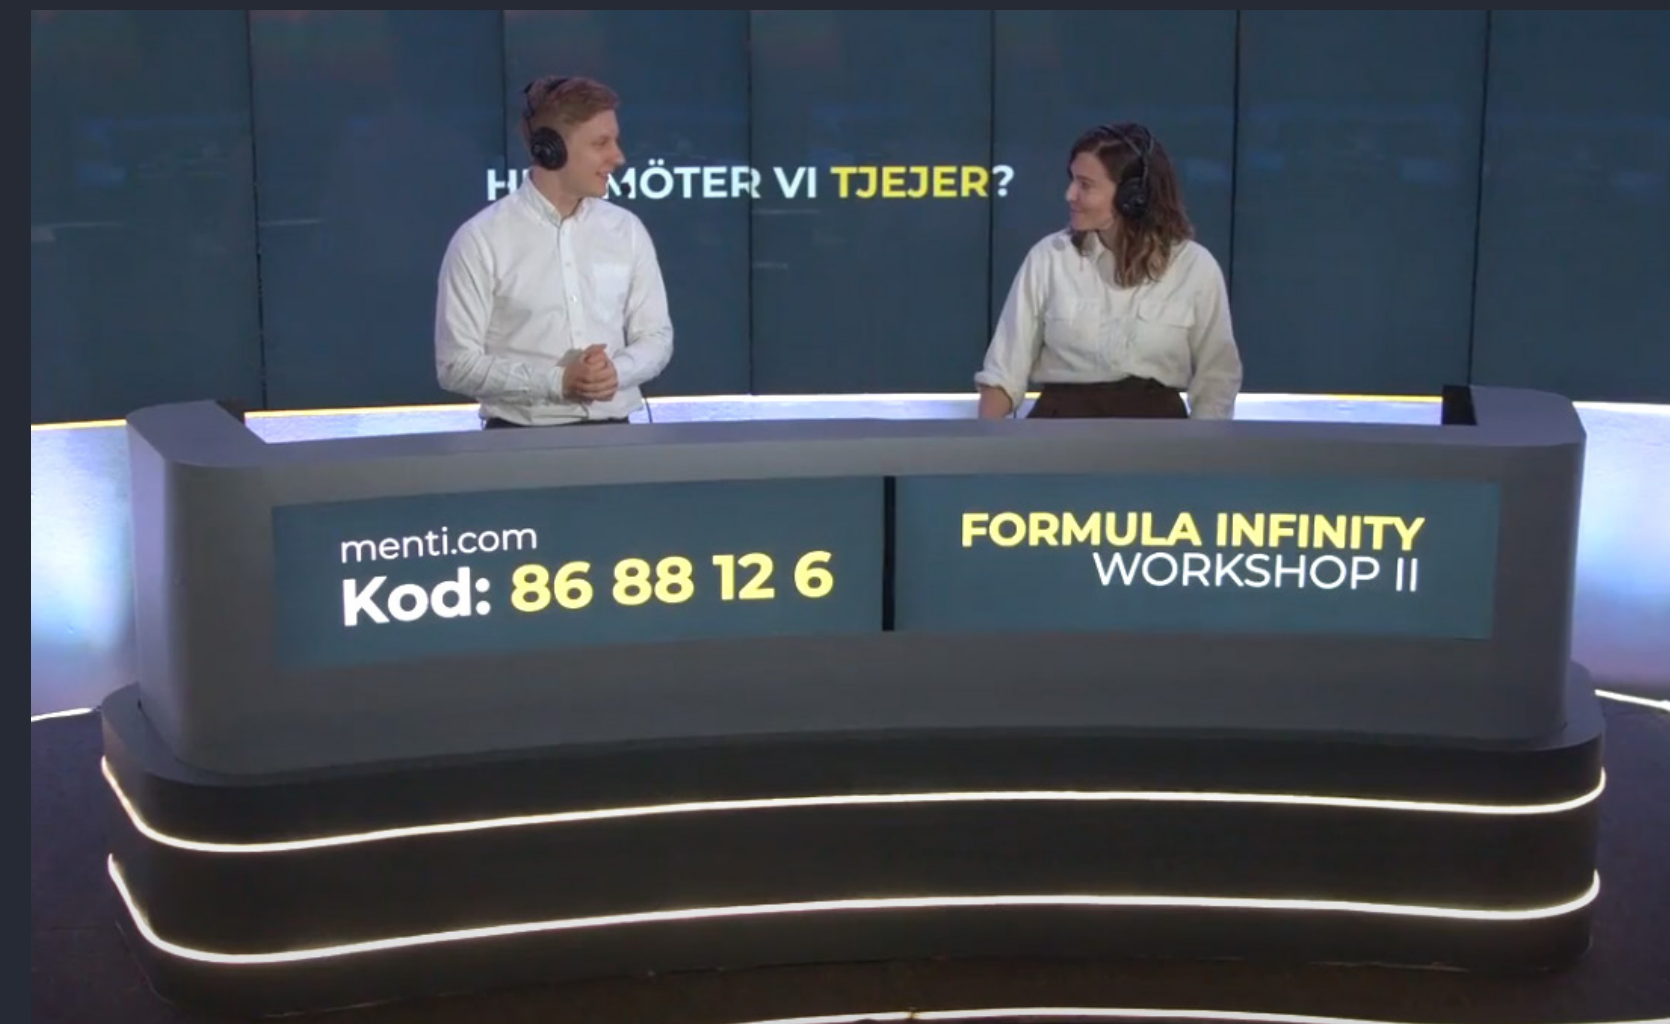 MÖTER VI TJEJER?
menti.com
Kod: 86 88 12 6
FORMULA INFINITY
WORKSHOP II